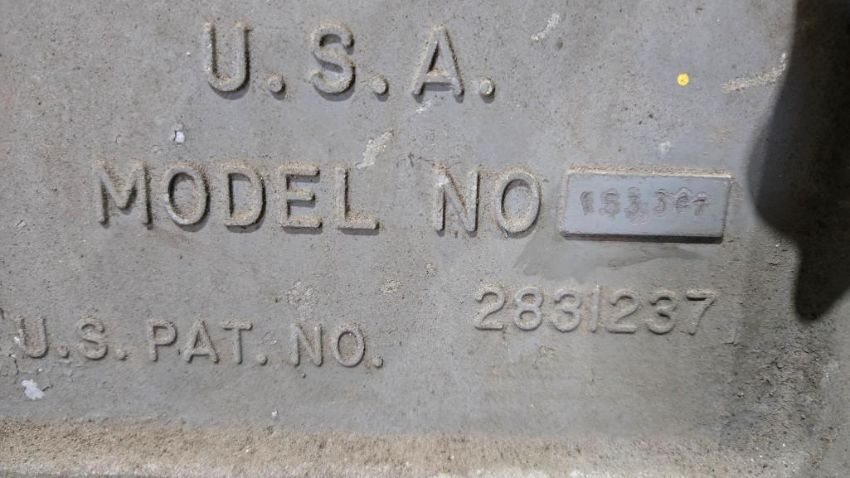 U.S.A.
MODEL NO
U.S. PAT. NO. 2831237